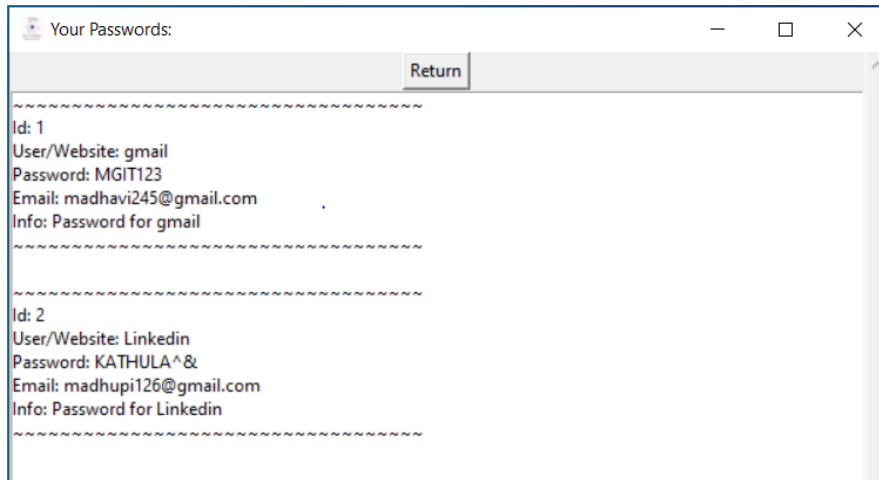 Your Passwords:
Return
~~~~~~~~~~~~~~~~~~~~~~~~~~~~~~~~~~~
Id: 1
User/Website: gmail
Password: MGIT123
Email: madhavi245@gmail.com
Info: Password for gmail
~~~~~~~~~~~~~~~~~~~~~~~~~~~~~~~~~~~
~~~~~~~~~~~~~~~~~~~~~~~~~~~~~~~~~~~
Id: 2
User/Website: Linkedin
Password: KATHULA^&
Email: madhupi126@gmail.com
Info: Password for Linkedin
~~~~~~~~~~~~~~~~~~~~~~~~~~~~~~~~~~~